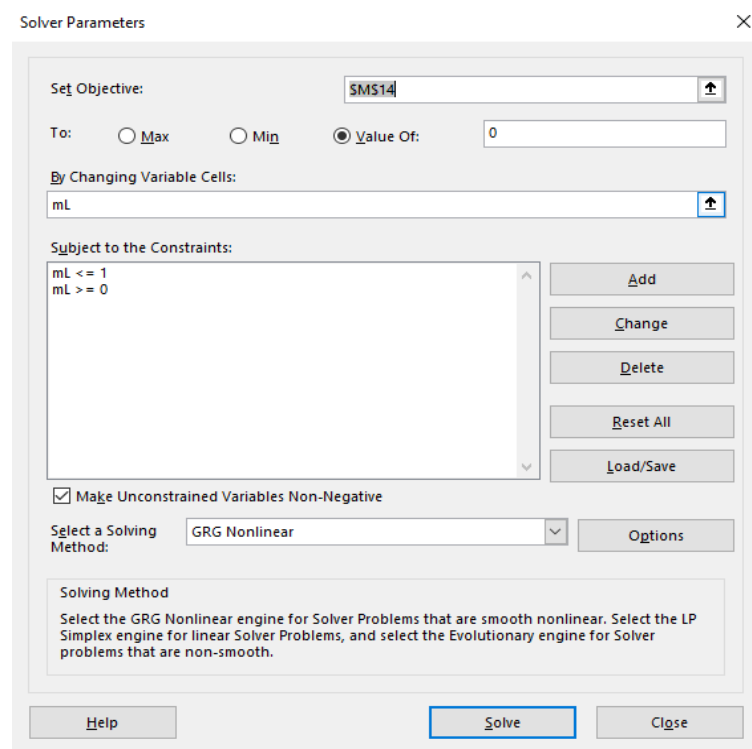 Solver Parameters
Set Objective:
$M$14
To:
Max
Min
Value Of:
0
By Changing Variable Cells:
mL
Subject to the Constraints:
mL <= 1
mL >= 0
Add
Change
Delete
Reset All
Load/Save
Make Unconstrained Variables Non-Negative
Select a Solving
Method:
GRG Nonlinear
Options
Solving Method
Select the GRG Nonlinear engine for Solver Problems that are smooth nonlinear. Select the LP
Simplex engine for linear Solver Problems, and select the Evolutionary engine for Solver
problems that are non-smooth.
Help
Solve
Close